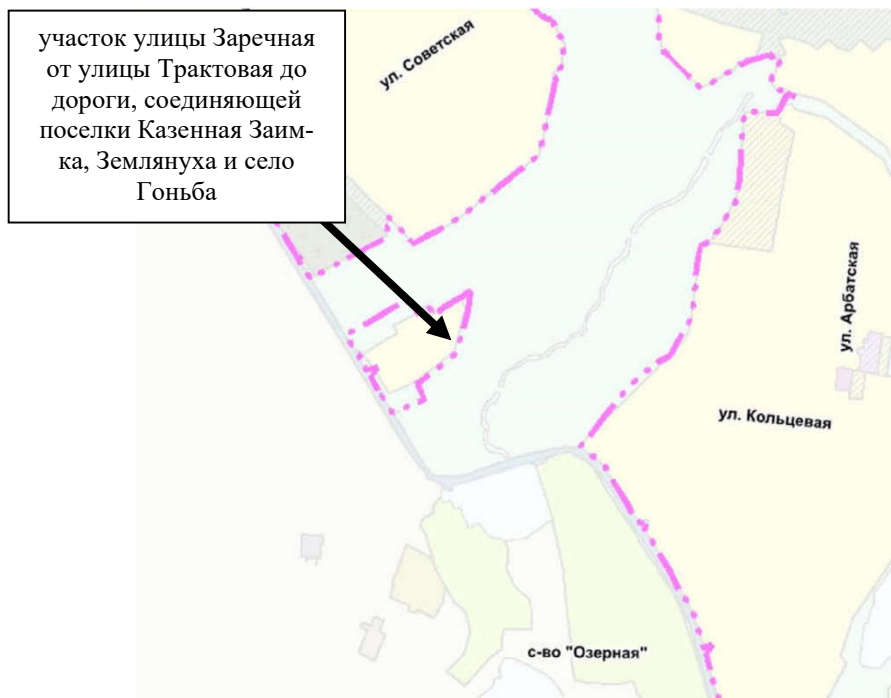 участок улицы Заречная
от улицы Трактовая до
дороги, соединяющей
поселки Казенная Заим-
ка, Землянуха и село
Гоньба
ул. Советская
ул. Арбатская
ул. Кольцевая
с-во "Озерная"